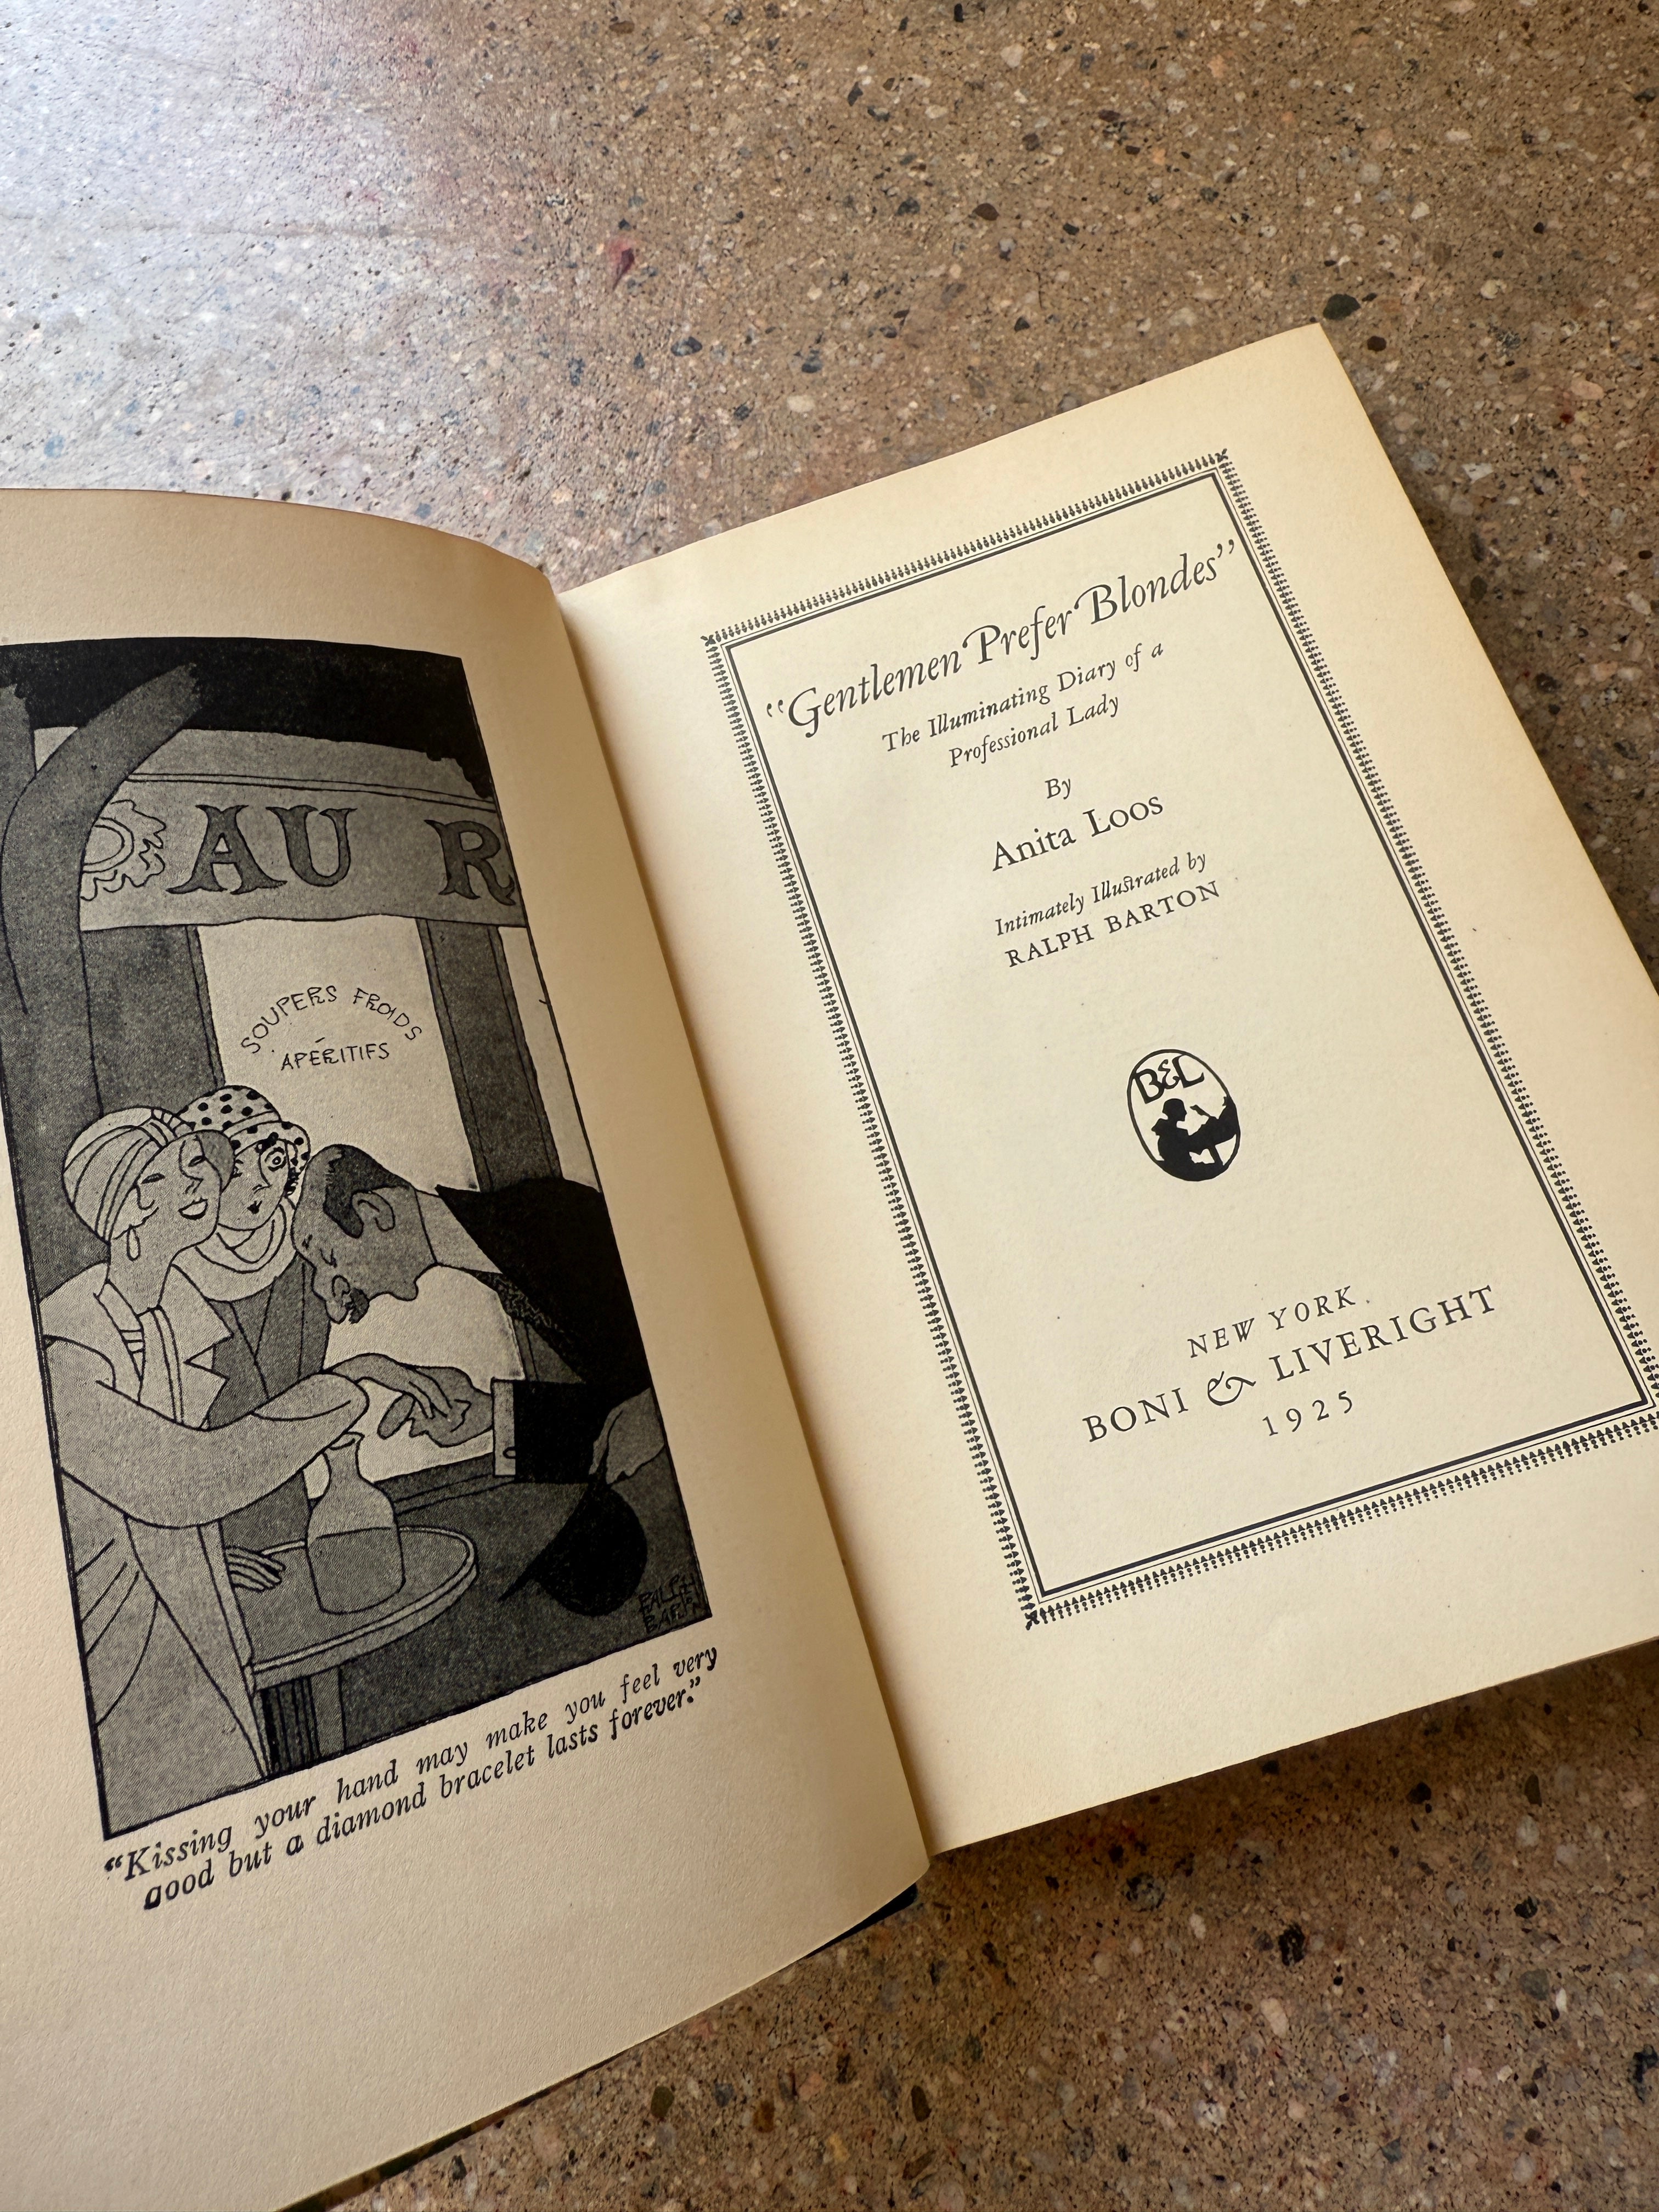 AU R
SOUPERS FROIDS
APÉRITIFS
RALPH
BARTON
“Kissing your hand may make you feel very
good but a diamond bracelet lasts forever.”
“Gentlemen Prefer Blondes”
The Illuminating Diary of a
Professional Lady
By
Anita Loos
Intimately Illustrated by
RALPH BARTON
B&L
NEW YORK
BONI & LIVERIGHT
1925